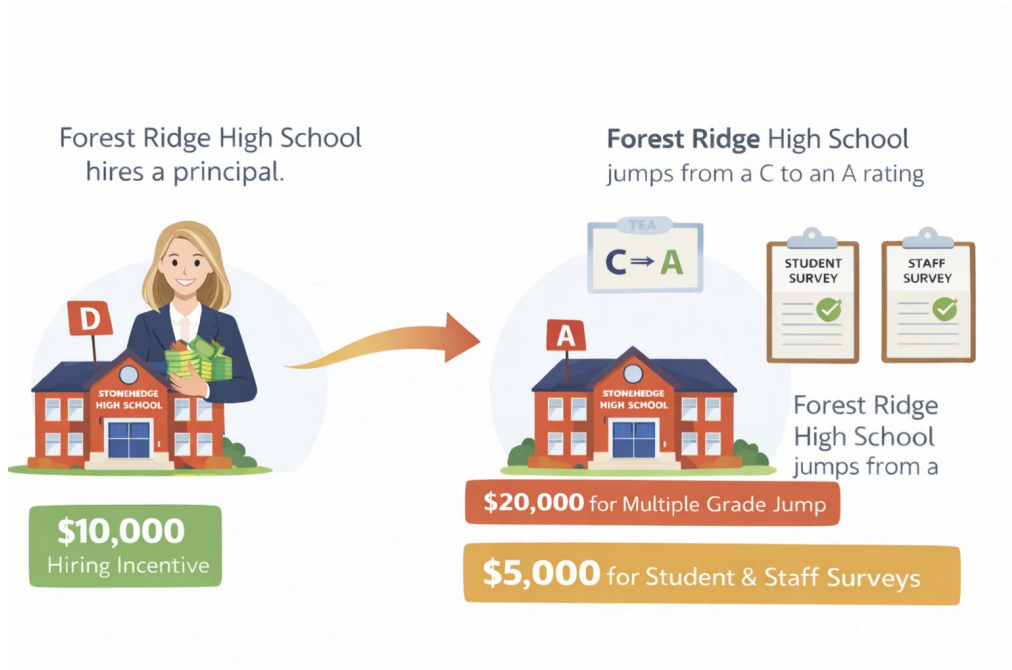 Forest Ridge High School
hires a principal.
D
STONEHEDGE
HIGH SCHOOL
$10,000
Hiring Incentive
Forest Ridge High School
jumps from a C to an A rating
TEA
C⇒A
STUDENT
SURVEY
STAFF
SURVEY
A
STONEHEDGE
HIGH SCHOOL
Forest Ridge
High School
jumps from a
$20,000 for Multiple Grade Jump
$5,000 for Student & Staff Surveys